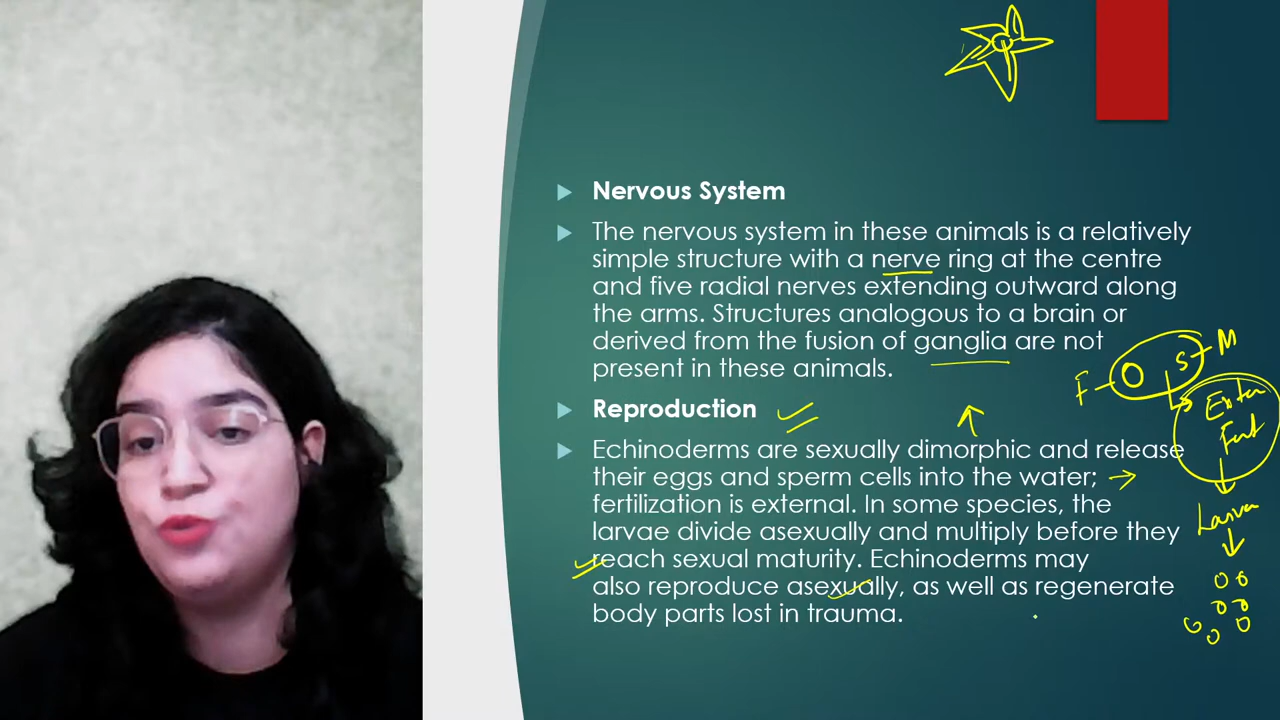 Nervous System
The nervous system in these animals is a relatively
simple structure with a nerve ring at the centre
and five radial nerves extending outward along
the arms. Structures analogous to a brain or
derived from the fusion of ganglia are not
present in these animals.
Reproduction
Echinoderms are sexually dimorphic and release
their eggs and sperm cells into the water;
fertilization is external. In some species, the
larvae divide asexually and multiply before they
reach sexual maturity. Echinoderms may
also reproduce asexually, as well as regenerate
body parts lost in trauma.
F O S M
Exter
Fert
Larva